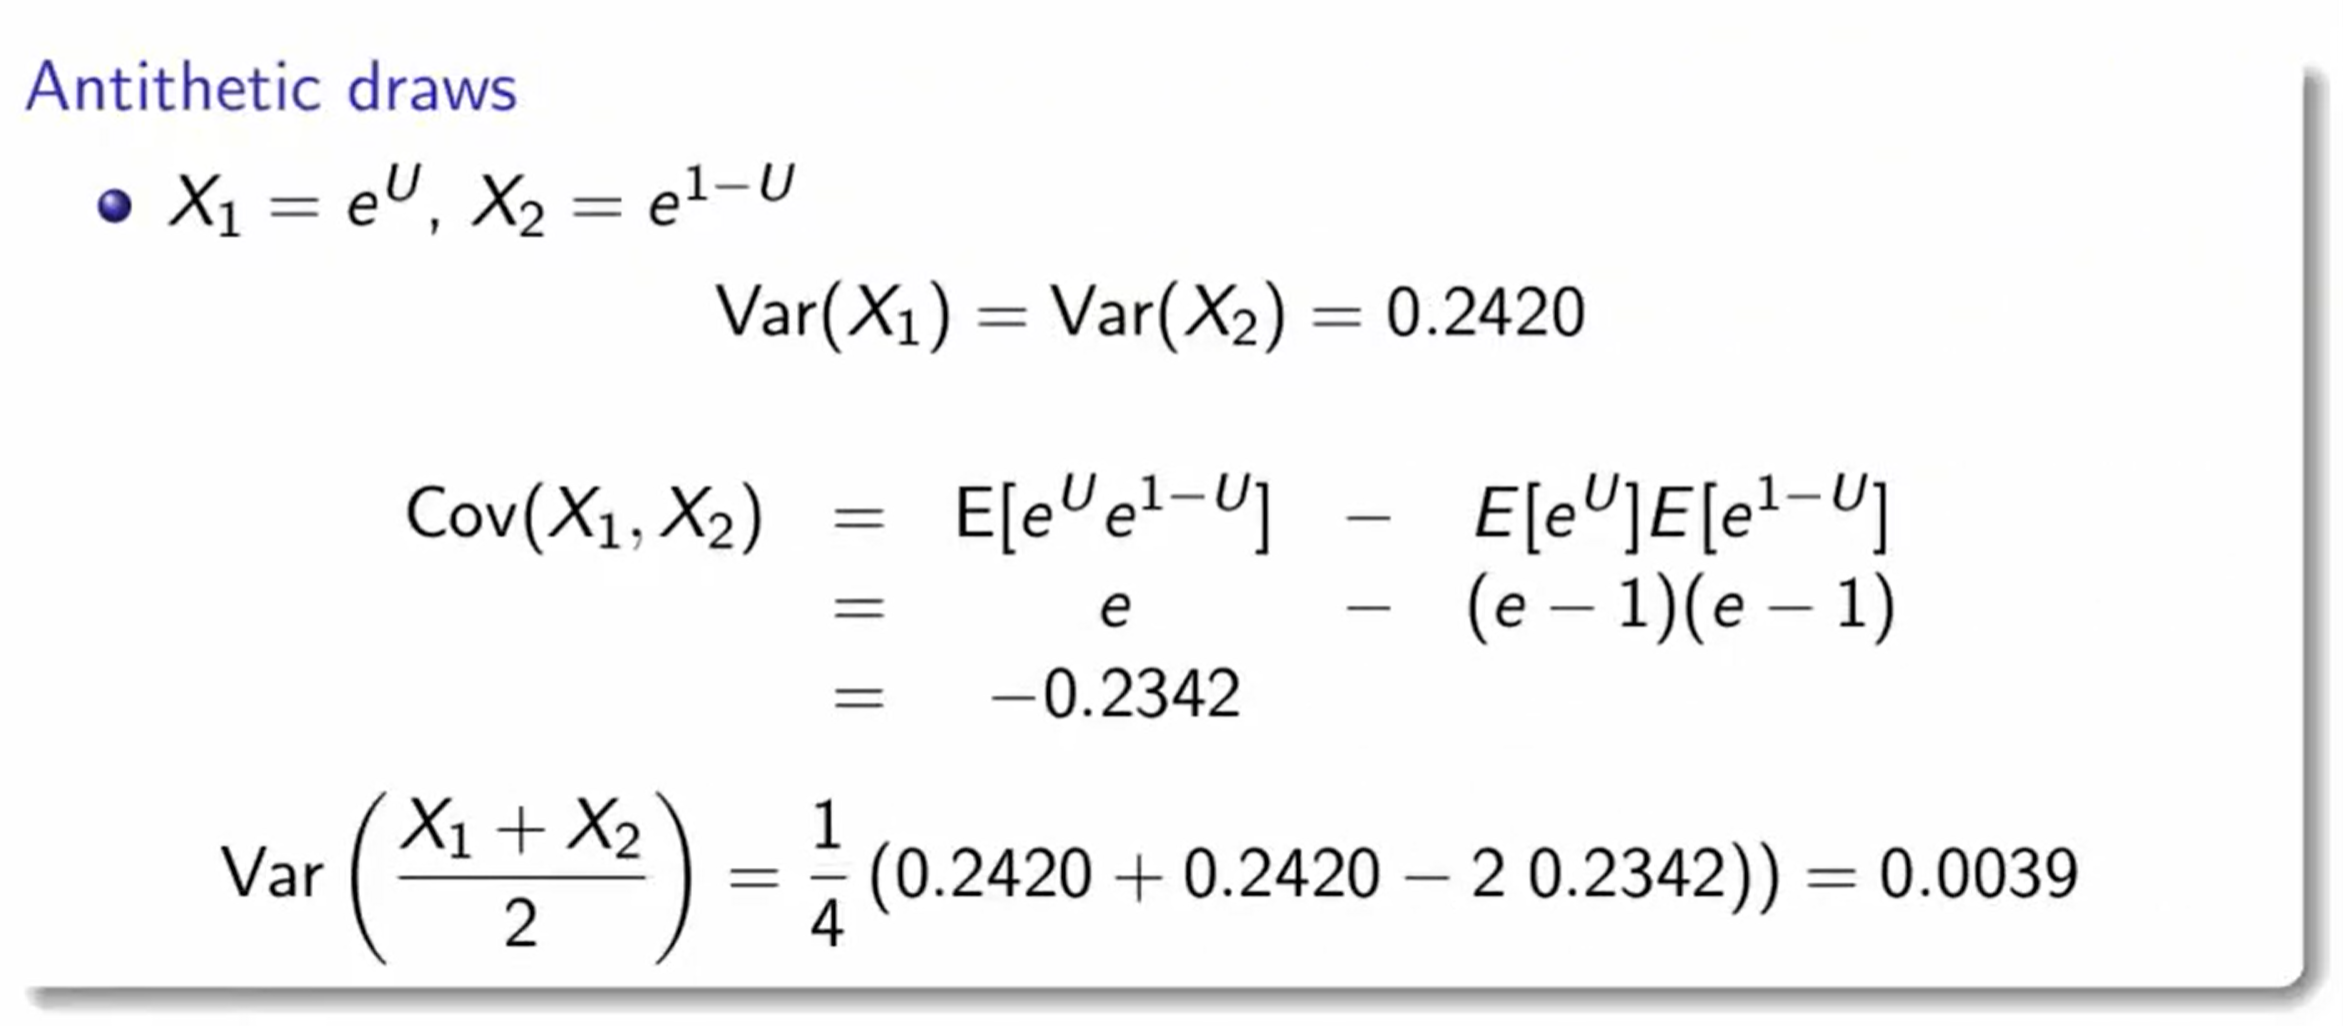 Antithetic draws
X₁ = e^U, X₂ = e^{1−U}
Var(X₁) = Var(X₂) = 0.2420
Cov(X₁, X₂) = E[e^U e^{1−U}] − E[e^U]E[e^{1−U}]
= e − (e − 1)(e − 1)
= −0.2342
Var((X₁ + X₂)/2) = 1/4 (0.2420 + 0.2420 − 2 0.2342)) = 0.0039